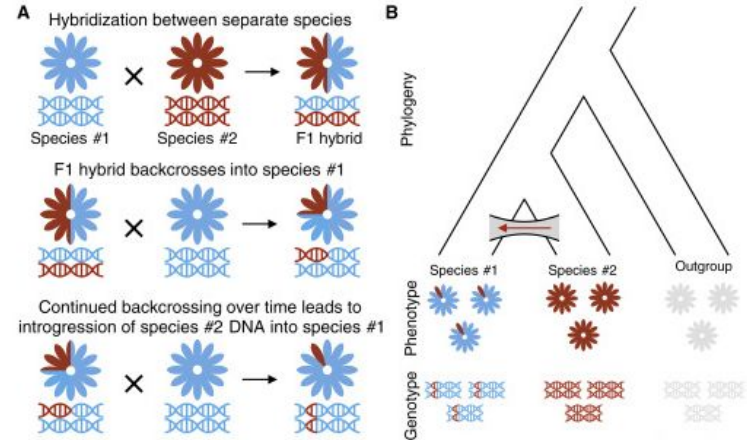 A
Hybridization between separate species
Species #1
Species #2
F1 hybrid
F1 hybrid backcrosses into species #1
Continued backcrossing over time leads to
introgression of species #2 DNA into species #1
B
Phylogeny
Species #1
Species #2
Outgroup
Phenotype
Genotype